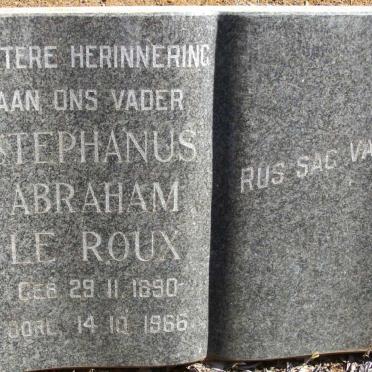 TERE HERINNERING
AAN ONS VADER
STEPHANUS
ABRAHAM
LE ROUX
GEB. 29.11.1890
OORL. 14.10.1966
RUS SAG VA